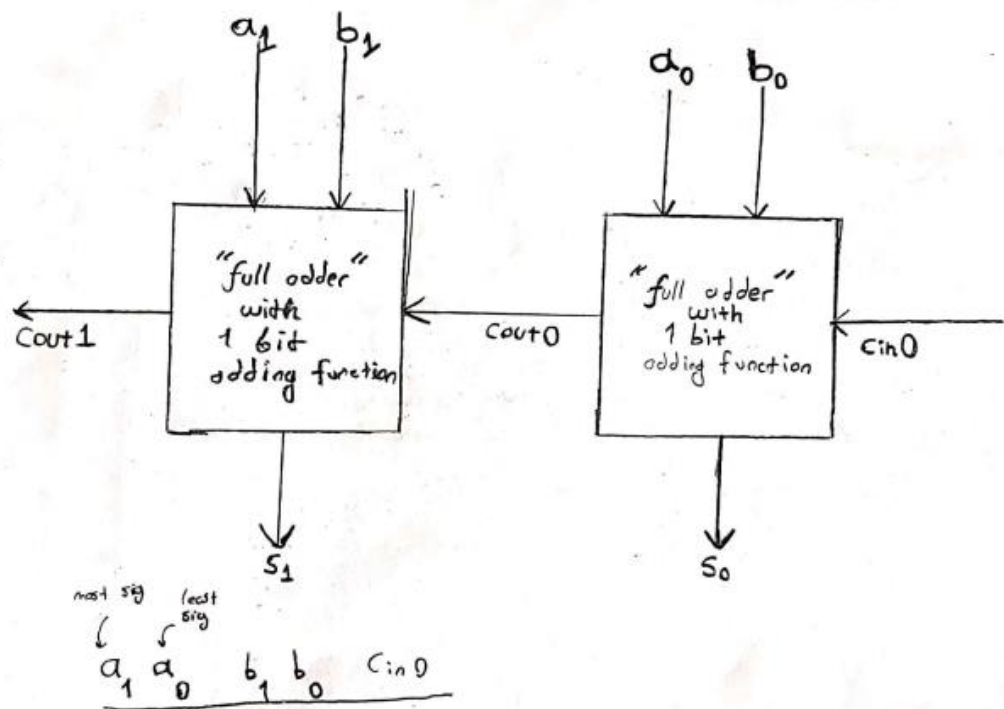 a1 b1
a0 b0
"full adder"
with
1 bit
adding function
"full adder"
with
1 bit
adding function
Cout1
Cout0
Cin0
S1
S0
most sig
least
sig
a1 a0 b1 b0 Cin0